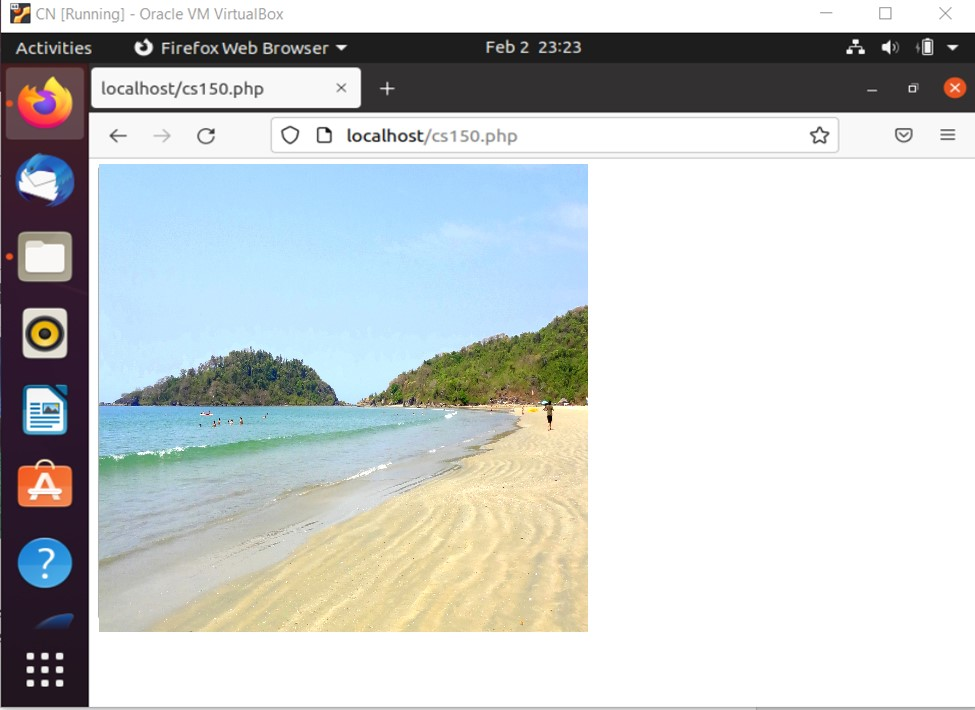 CN [Running] - Oracle VM VirtualBox
Activities Firefox Web Browser Feb 2 23:23
localhost/cs150.php
localhost/cs150.php